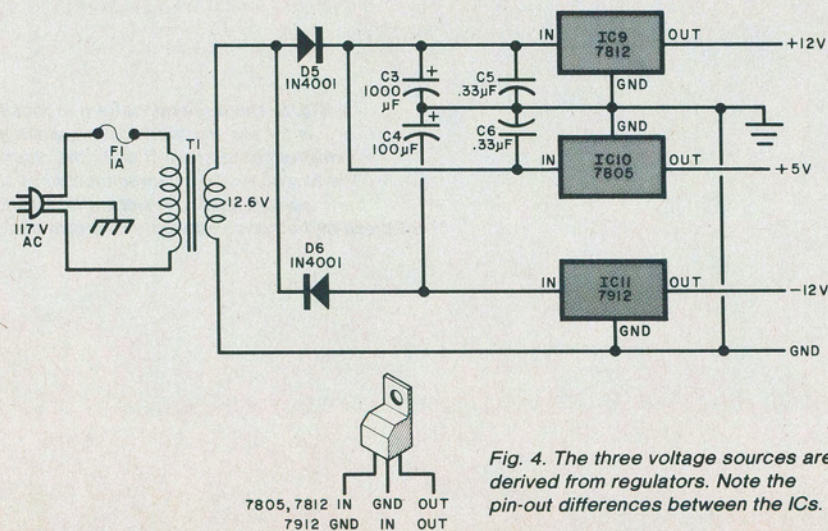 IC9
7812
IN
OUT
+12V
GND
D5
1N4001
C3
1000
µF
+
C5
.33µF
C4
100µF
+
C6
.33µF
GND
IC10
7805
IN
OUT
+5V
F1
1A
T1
12.6V
117 V
AC
D6
1N4001
IC11
7912
IN
OUT
-12V
GND
GND
7805, 7812 IN GND OUT
7912 GND IN OUT
Fig. 4. The three voltage sources are
derived from regulators. Note the
pin-out differences between the ICs.